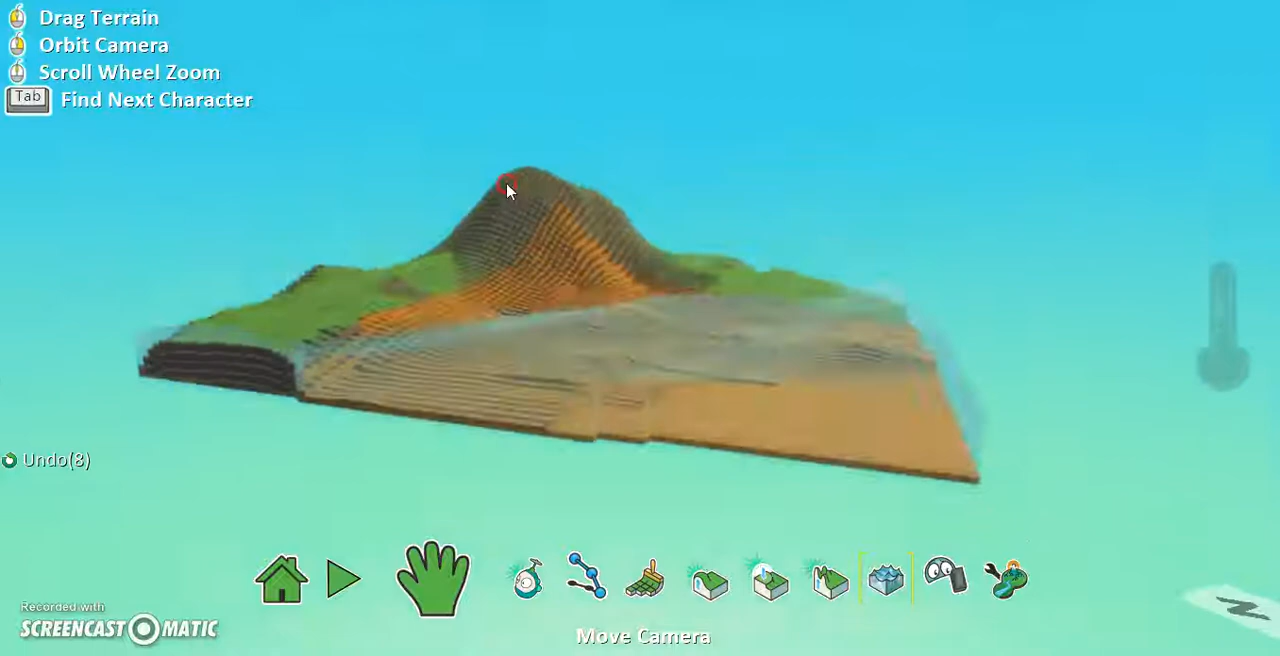 Drag Terrain
Orbit Camera
Scroll Wheel Zoom
Tab Find Next Character
Undo(8)
Recorded with
SCREENCAST MATIC
Move Camera